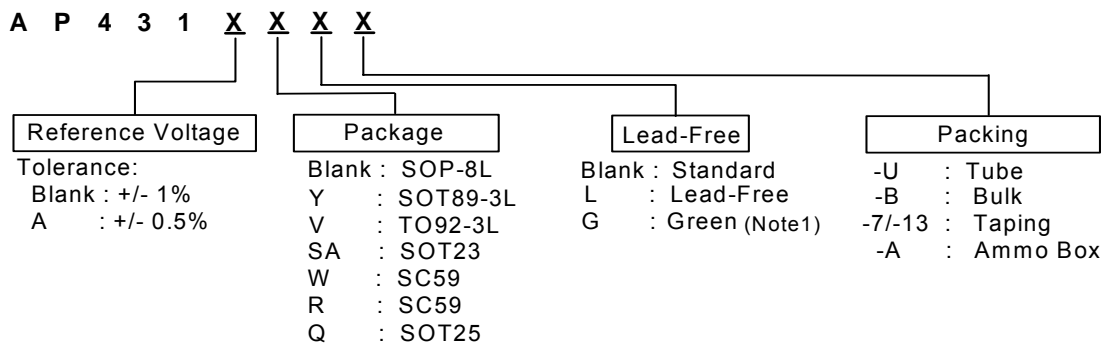 A P 4 3 1 X X X X
Reference Voltage
Tolerance:
Blank : +/- 1%
A : +/- 0.5%
Package
Blank : SOP-8L
Y : SOT89-3L
V : TO92-3L
SA : SOT23
W : SC59
R : SC59
Q : SOT25
Lead-Free
Blank : Standard
L : Lead-Free
G : Green (Note1)
Packing
-U : Tube
-B : Bulk
-7/-13 : Taping
-A : Ammo Box